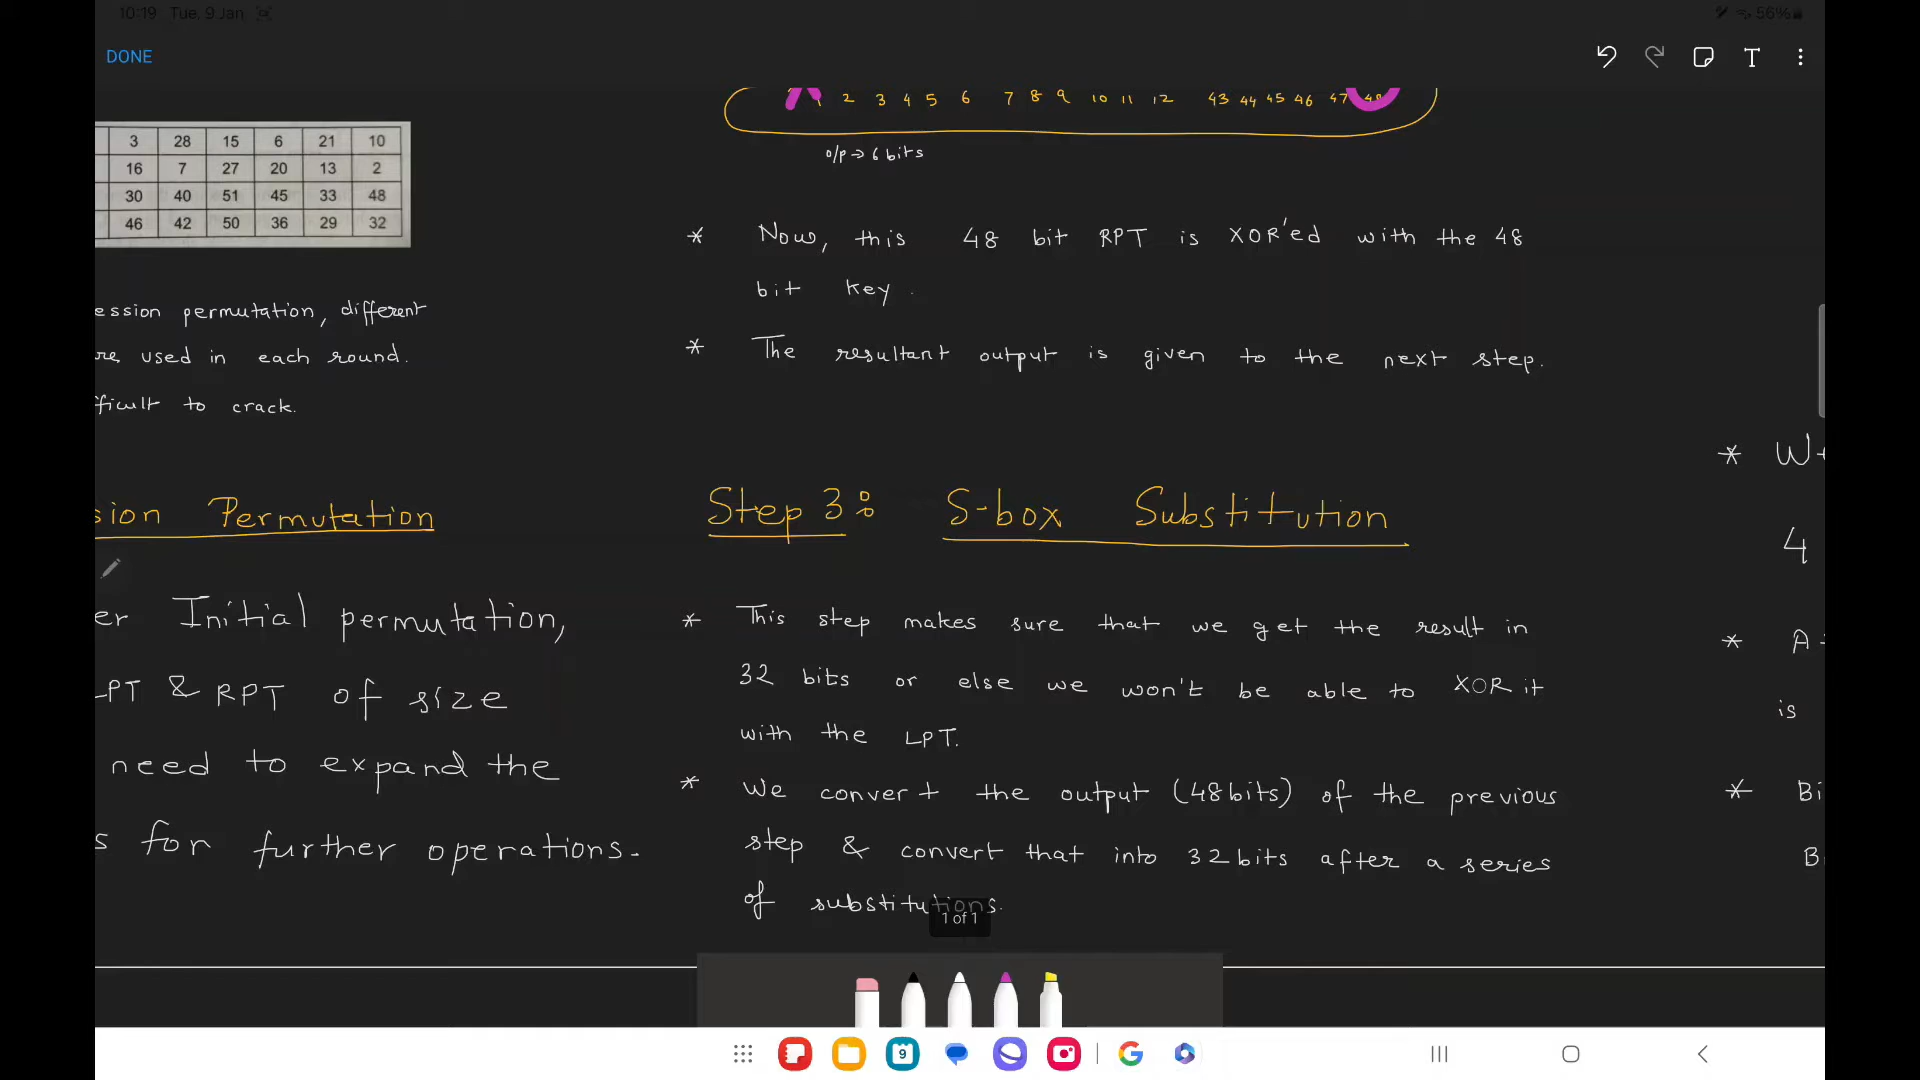 10:19 Tue, 9 Jan
56%
DONE
T
3 28 15 6 21 10
16 7 27 20 13 2
30 40 51 45 33 48
46 42 50 36 29 32
ession permutation, different
re used in each round.
fficult to crack.
sion Permutation
er Initial permutation,
LPT & RPT of size
need to expand the
s for further operations.
1 2 3 4 5 6 7 8 9 10 11 12 43 44 45 46 47 48
o/p → 6 bits
* Now, this 48 bit RPT is XOR'ed with the 48
bit key.
* The resultant output is given to the next step.
Step 3: S-box Substitution
* This step makes sure that we get the result in
32 bits or else we won't be able to XOR it
with the LPT.
* We convert the output (48bits) of the previous
step & convert that into 32bits after a series
of substitutions.
1 of 1
*
4
* A
is
* Bi
B
9